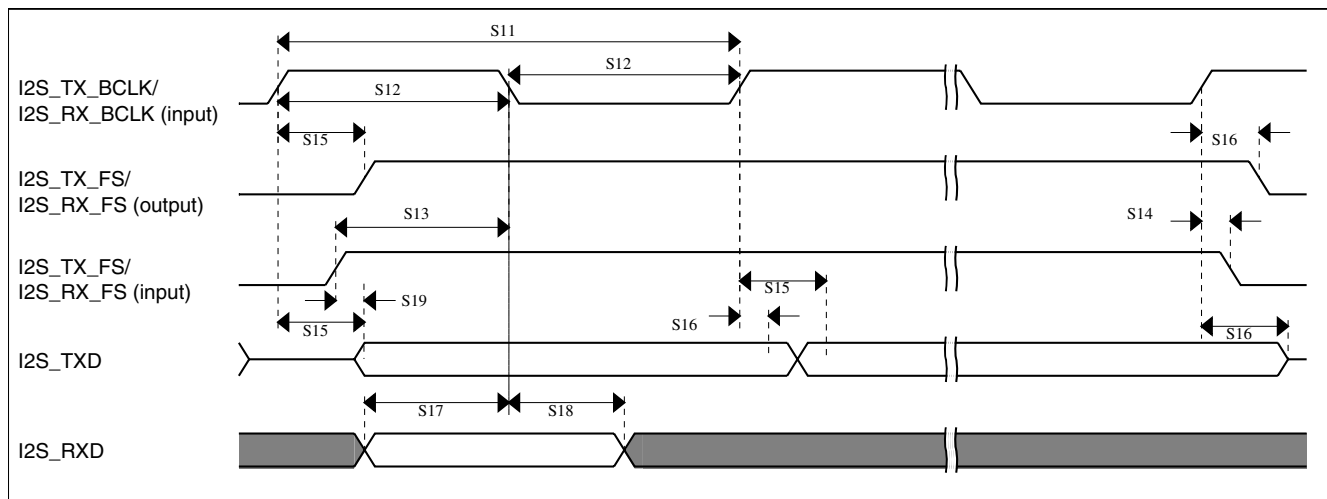 S11
S12
I2S_TX_BCLK/
I2S_RX_BCLK (input)
S12
S15
S16
I2S_TX_FS/
I2S_RX_FS (output)
S13
S14
I2S_TX_FS/
I2S_RX_FS (input)
S19
S15
S15
S16
S16
I2S_TXD
S17
S18
I2S_RXD